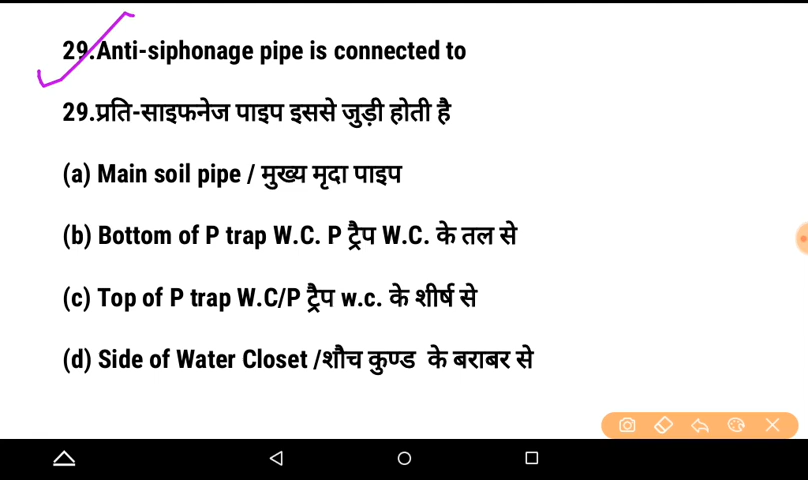 29.Anti-siphonage pipe is connected to
29.प्रति-साइफनेज पाइप इससे जुड़ी होती है
(a) Main soil pipe / मुख्य मृदा पाइप
(b) Bottom of P trap W.C. P ट्रैप W.C. के तल से
(c) Top of P trap W.C/P ट्रैप w.c. के शीर्ष से
(d) Side of Water Closet /शौच कुण्ड के बराबर से